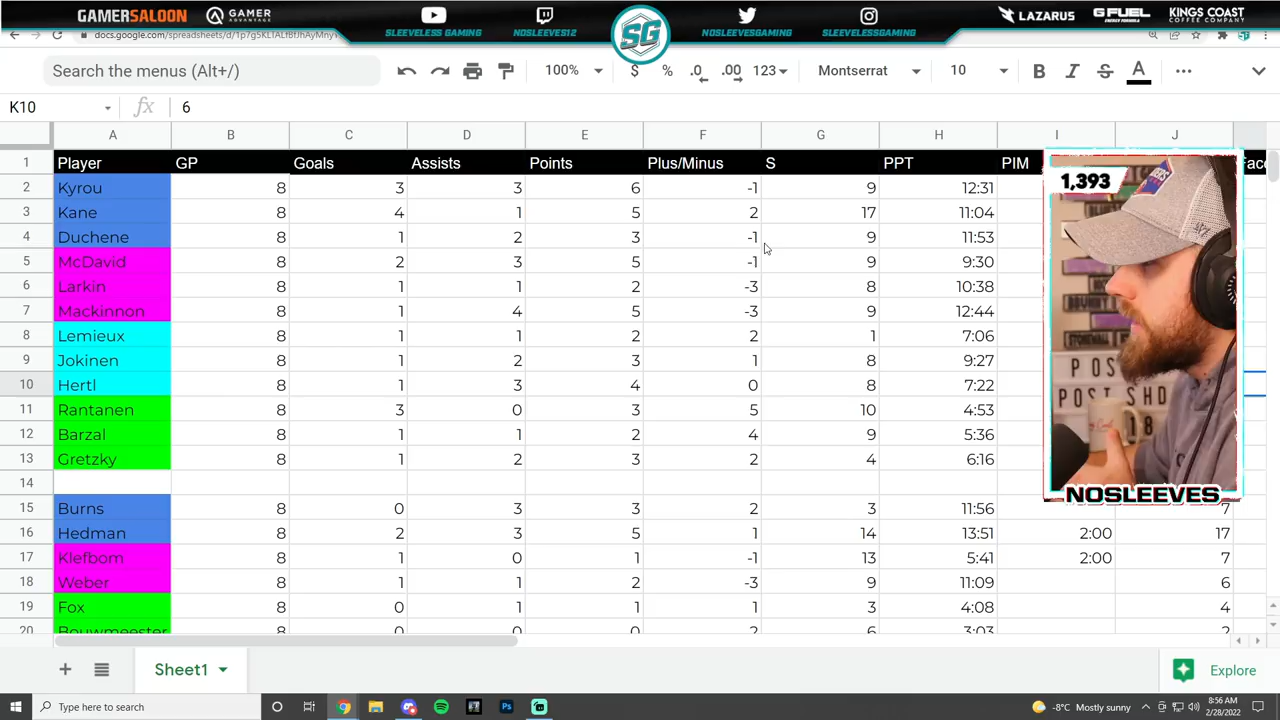 GAMERSALOON GAMER ADVANTAGE SLEEVELESS GAMING NOSLEEVES12 SG NOSLEEVESGAMING SLEEVELESSGAMING LAZARUS G FUEL ENERGY FORMULA KINGS COAST COFFEE COMPANY
Search the menus (Alt+/) 100% $ % .0 .00 123 Montserrat 10 B I S A
K10 fx 6
A B C D E F G H I J
1 Player GP Goals Assists Points Plus/Minus S PPT PIM
2 Kyrou 8 3 3 6 -1 9 12:31
3 Kane 8 4 1 5 2 17 11:04
4 Duchene 8 1 2 3 -1 9 11:53
5 McDavid 8 2 3 5 -1 9 9:30
6 Larkin 8 1 1 2 -3 8 10:38
7 Mackinnon 8 1 4 5 -3 9 12:44
8 Lemieux 8 1 1 2 2 1 7:06
9 Jokinen 8 1 2 3 1 8 9:27
10 Hertl 8 1 3 4 0 8 7:22
11 Rantanen 8 3 0 3 5 10 4:53
12 Barzal 8 1 1 2 4 9 5:36
13 Gretzky 8 1 2 3 2 4 6:16
14
15 Burns 8 0 3 3 2 3 11:56 7
16 Hedman 8 2 3 5 1 14 13:51 2:00 17
17 Klefbom 8 1 0 1 -1 13 5:41 2:00 7
18 Weber 8 1 1 2 -3 9 11:09 6
19 Fox 8 0 1 1 1 3 4:08 4
20 Bouwmeester 8 0 0 0 2 6 3:03 2
1,393
NOSLEEVES
Sheet1 Explore
Type here to search -8°C Mostly sunny 8:56 AM
2/28/2022